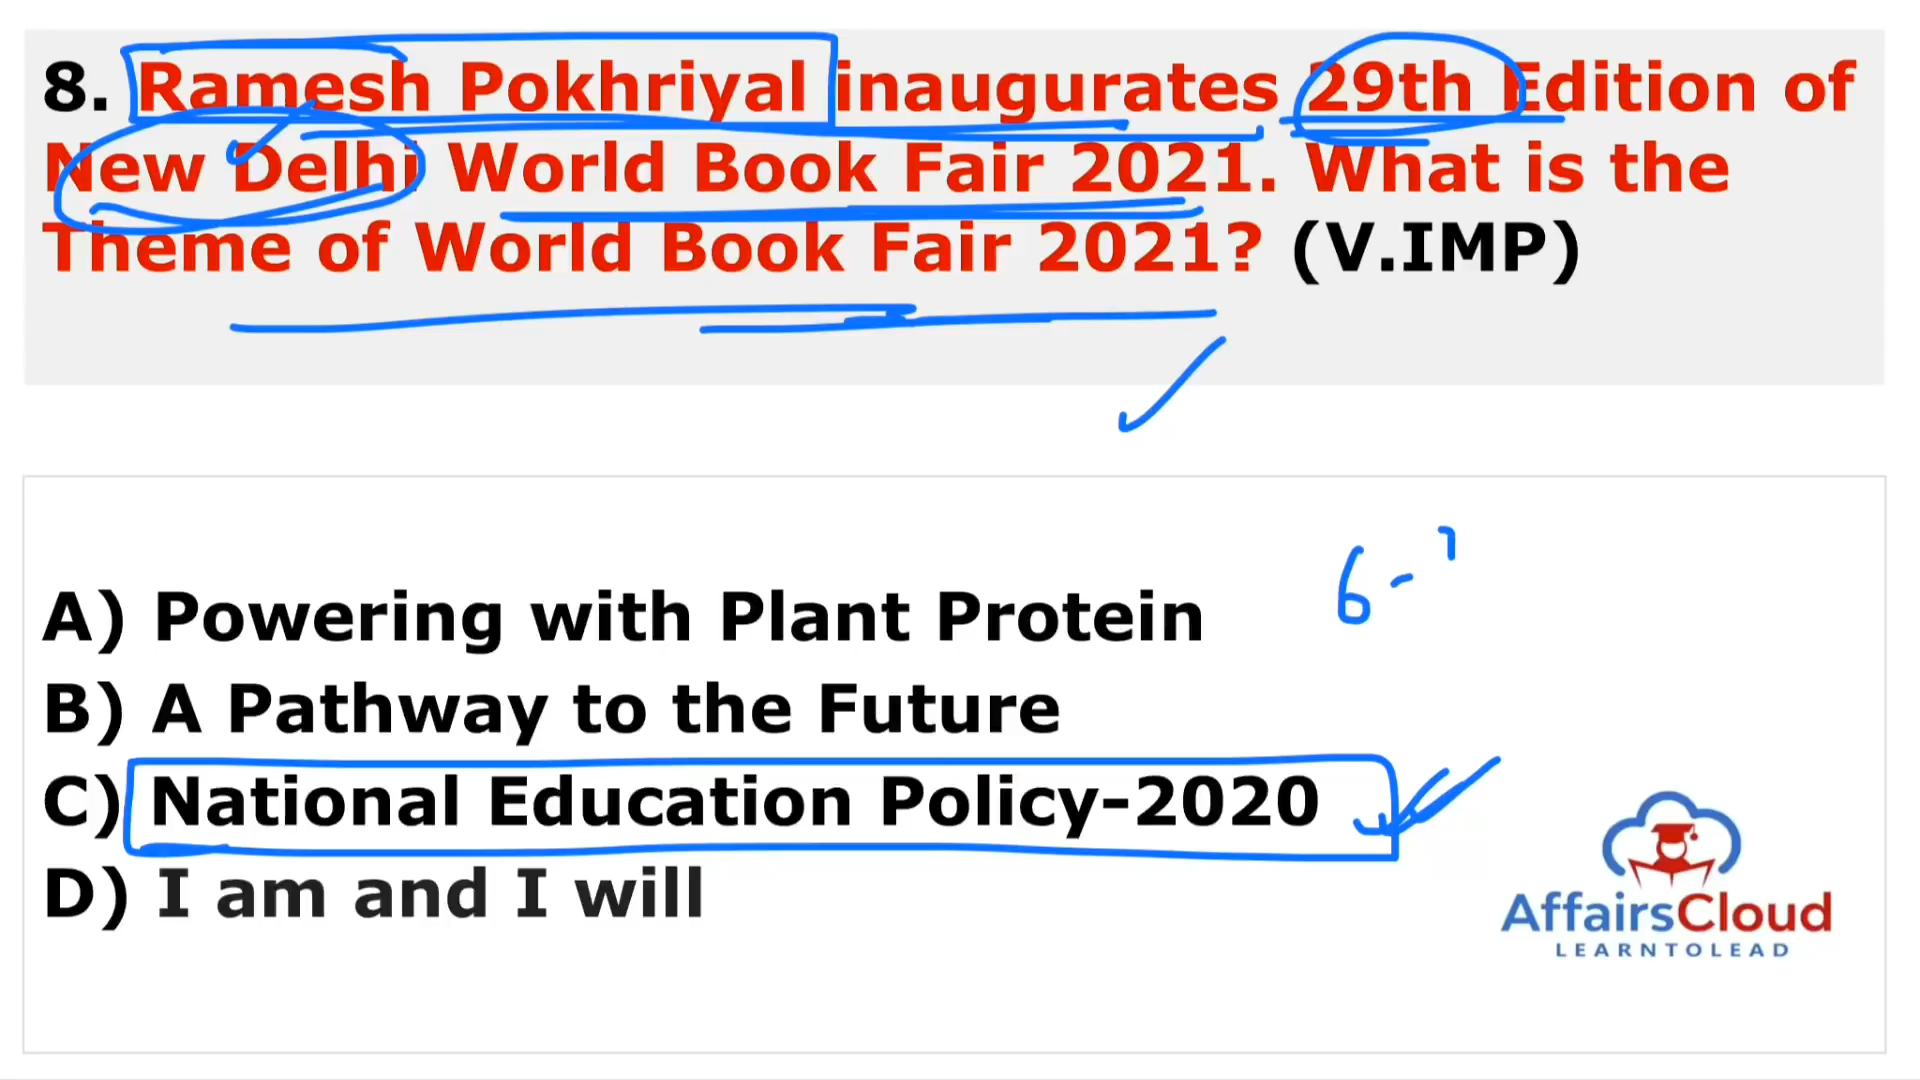 8. Ramesh Pokhriyal inaugurates 29th Edition of
New Delhi World Book Fair 2021. What is the
Theme of World Book Fair 2021? (V.IMP)
6-
A) Powering with Plant Protein
B) A Pathway to the Future
C) National Education Policy-2020
D) I am and I will
AffairsCloud
LEARNTOLEAD